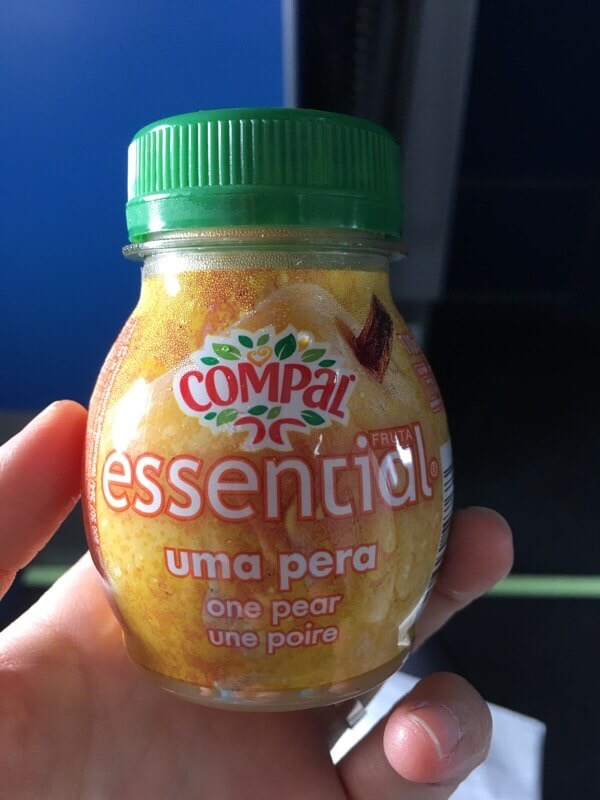 COMPAL
FRUTA
essential®
uma pera
one pear
une poire